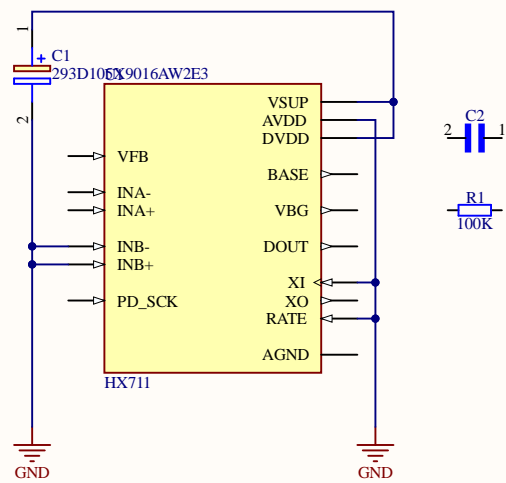 1
C1
293D105X9016AW2E3
2
VSUP
AVDD
DVDD
VFB
BASE
INA-
INA+
VBG
INB-
DOUT
INB+
XI
PD_SCK
XO
RATE
AGND
HX711
C2
2
1
R1
100K
GND
GND